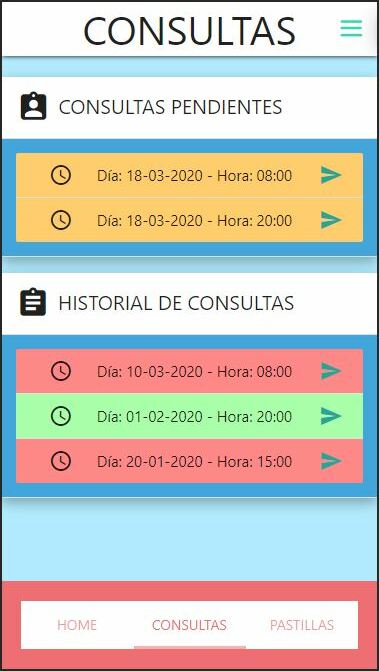 CONSULTAS
CONSULTAS PENDIENTES
Día: 18-03-2020 - Hora: 08:00
Día: 18-03-2020 - Hora: 20:00
HISTORIAL DE CONSULTAS
Día: 10-03-2020 - Hora: 08:00
Día: 01-02-2020 - Hora: 20:00
Día: 20-01-2020 - Hora: 15:00
HOME CONSULTAS PASTILLAS